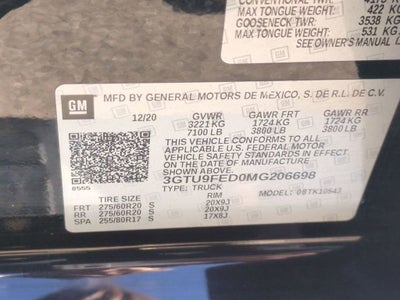 CONVENTIONAL TWR:
MAX TONGUE WEIGHT: 422 KG
GOOSENECK TWR: 3538 KG
MAX TONGUE WEIGHT: 531 KG
SEE OWNER'S MANUAL
GM
GM
MFD BY GENERAL MOTORS DE MEXICO, S. DE R.L. DE C.V.
12/20 GVWR GAWR FRT GAWR RR
3221 KG 1724 KG 1724 KG
7100 LB 3800 LB 3800 LB
THIS VEHICLE CONFORMS TO ALL APPLICABLE
U.S. FEDERAL MOTOR VEHICLE SAFETY AND
THEFT PREVENTION STANDARDS IN EFFECT
ON THE DATE OF MANUFACTURE
SHOWN ABOVE.
3GTU9FED0MG206698
TYPE: TRUCK
TIRE SIZE RIM
FRT 275/60R20 S 20X9J
RR 275/60R20 S 20X9J
SPA 255/80R17 S 17X8J